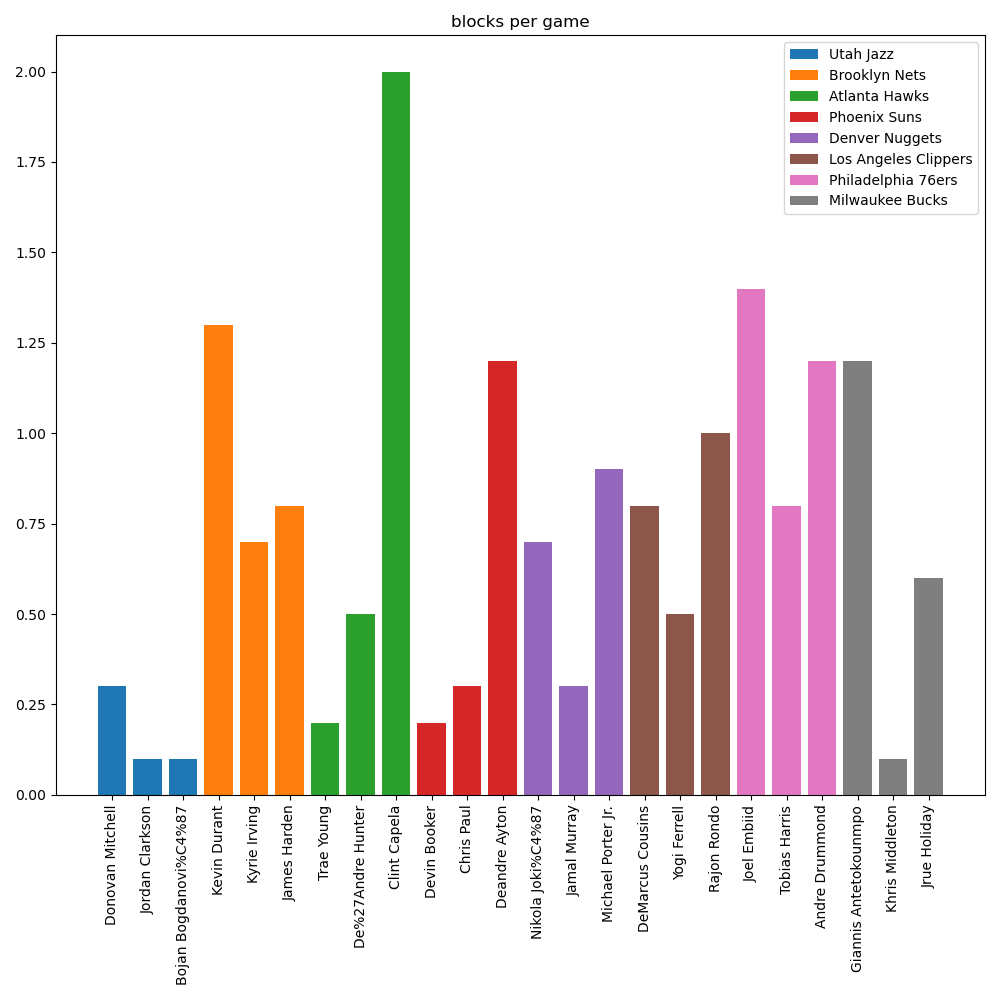 blocks per game
Utah Jazz
Brooklyn Nets
Atlanta Hawks
Phoenix Suns
Denver Nuggets
Los Angeles Clippers
Philadelphia 76ers
Milwaukee Bucks
2.00
1.75
1.50
1.25
1.00
0.75
0.50
0.25
0.00
Donovan Mitchell
Jordan Clarkson
Bojan Bogdanovi%C4%87
Kevin Durant
Kyrie Irving
James Harden
Trae Young
De%27Andre Hunter
Clint Capela
Devin Booker
Chris Paul
Deandre Ayton
Nikola Joki%C4%87
Jamal Murray
Michael Porter Jr.
DeMarcus Cousins
Yogi Ferrell
Rajon Rondo
Joel Embiid
Tobias Harris
Andre Drummond
Giannis Antetokounmpo
Khris Middleton
Jrue Holiday